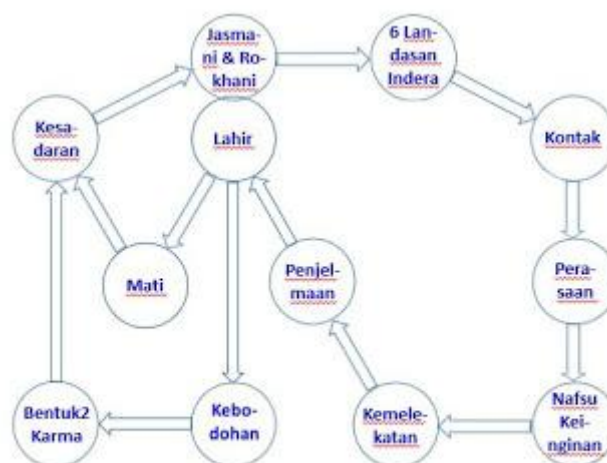 Jasma-
ni & Ro-
khani
6 Lan-
dasan
Indera
Kesa-
daran
Lahir
Kontak
Mati
Penjel-
maan
Pera-
saan
Bentuk2
Karma
Kebo-
dohan
Kemele-
katan
Nafsu
Kei-
nginan